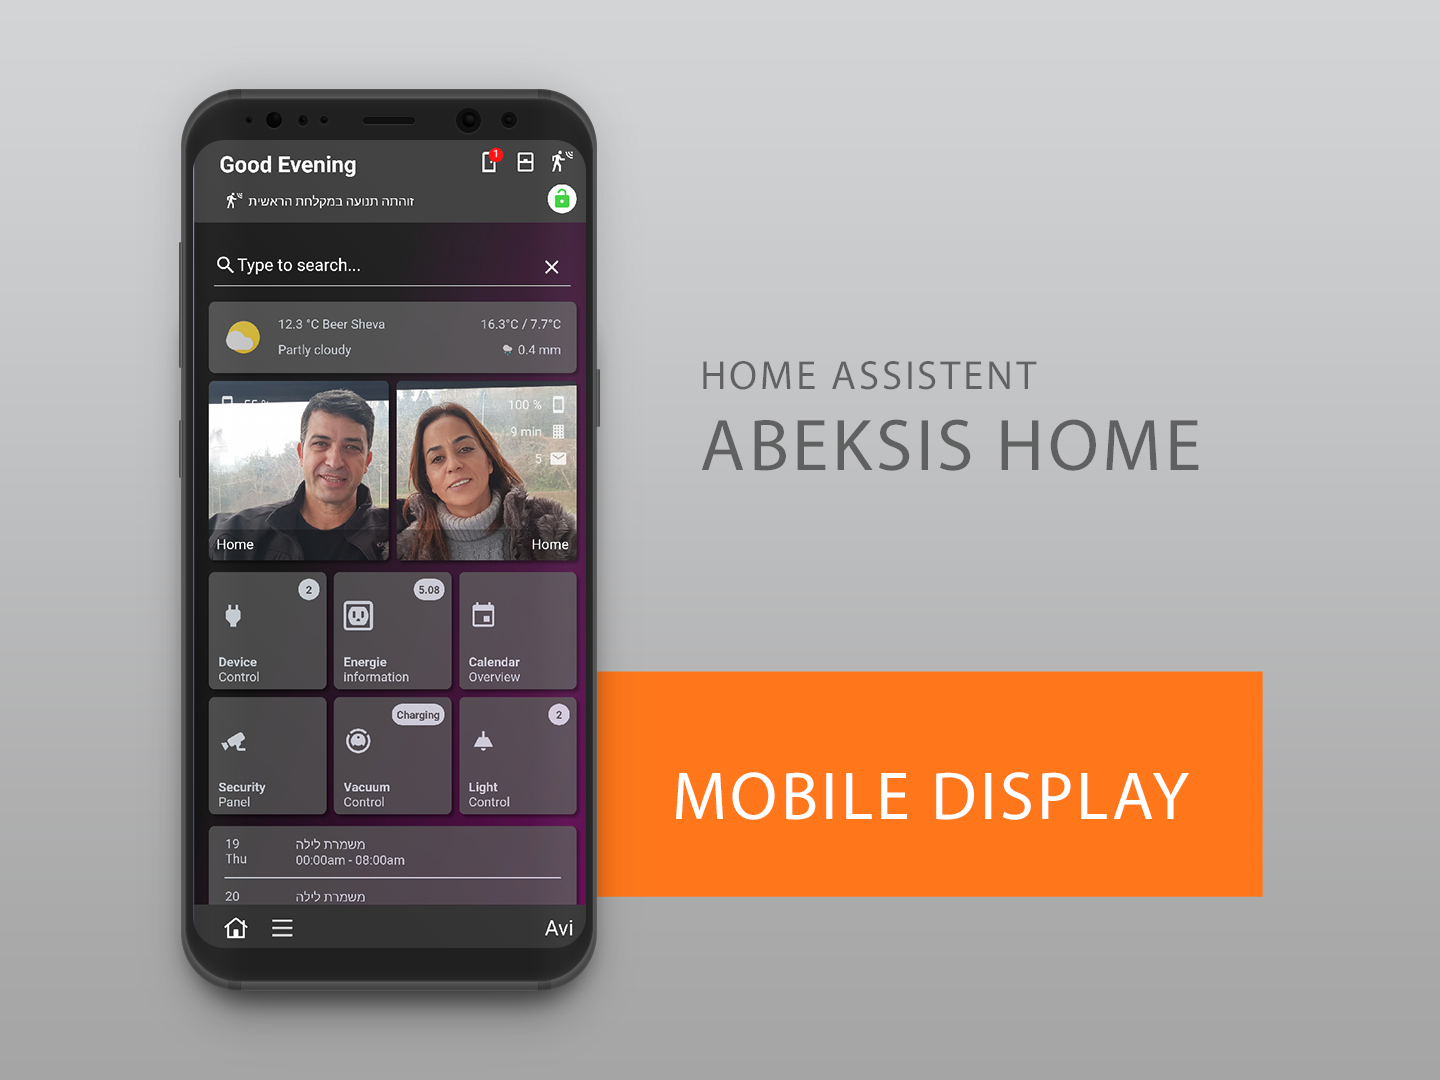 Good Evening
1
זוהתה תנועה במקלחת הראשית
Type to search...
12.3 °C Beer Sheva
16.3°C / 7.7°C
Partly cloudy
0.4 mm
100 %
9 min
5
Home
Home
2
5.08
Device
Control
Energie
information
Calendar
Overview
Charging
2
Security
Panel
Vacuum
Control
Light
Control
19
Thu
משמרת לילה
00:00am - 08:00am
20
משמרת לילה
Avi
HOME ASSISTENT
ABEKSIS HOME
MOBILE DISPLAY